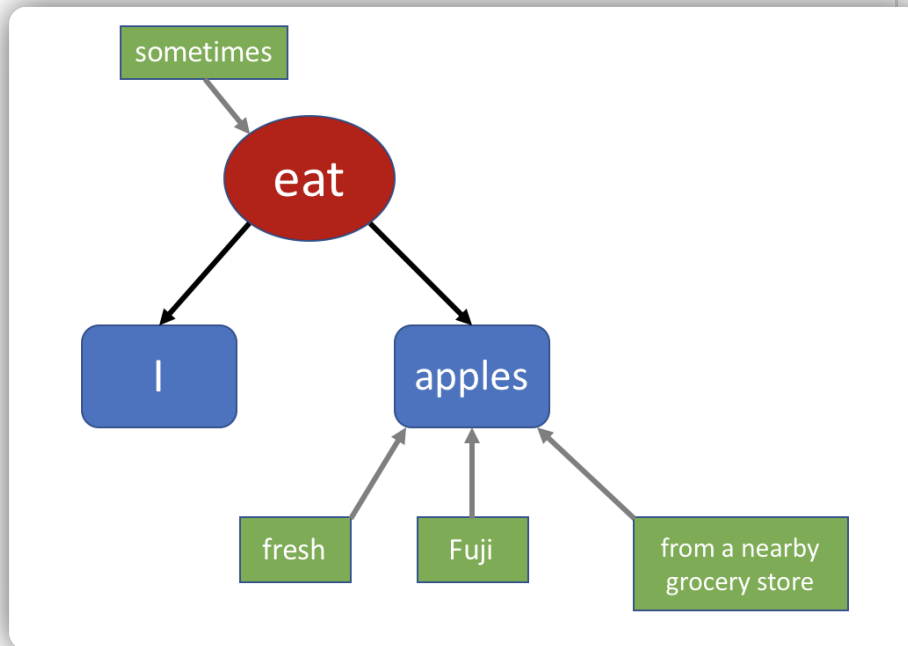 sometimes
eat
I
apples
fresh
Fuji
from a nearby
grocery store